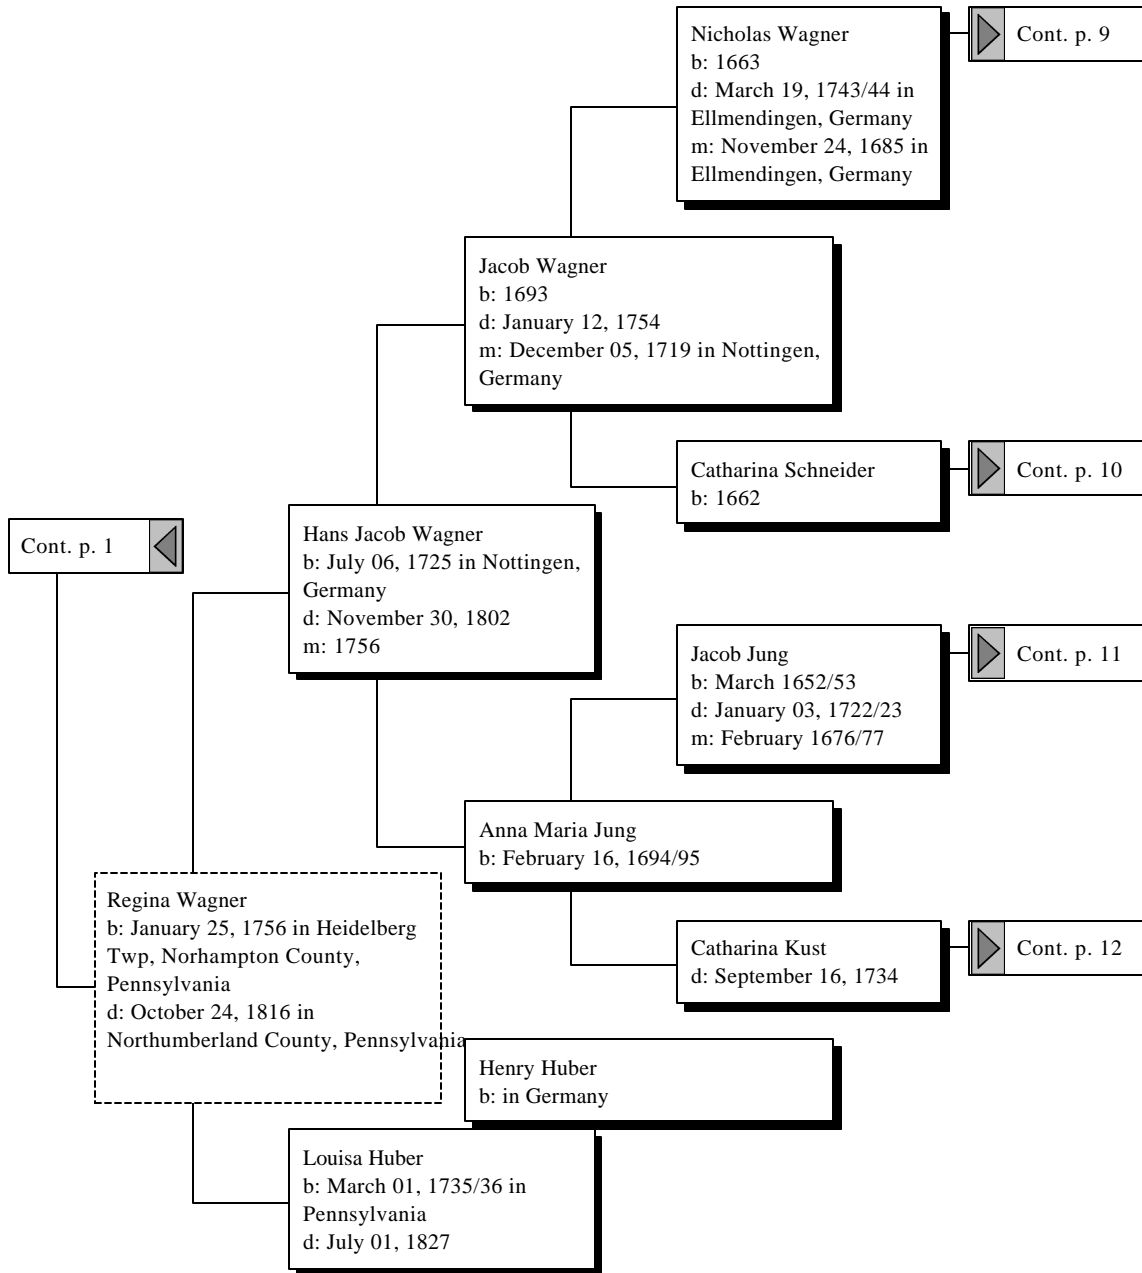 Nicholas Wagner
b: 1663
d: March 19, 1743/44 in
Ellmendingen, Germany
m: November 24, 1685 in
Ellmendingen, Germany
Cont. p. 9
Jacob Wagner
b: 1693
d: January 12, 1754
m: December 05, 1719 in Nottingen,
Germany
Catharina Schneider
b: 1662
Cont. p. 10
Hans Jacob Wagner
b: July 06, 1725 in Nottingen,
Germany
d: November 30, 1802
m: 1756
Cont. p. 1
Jacob Jung
b: March 1652/53
d: January 03, 1722/23
m: February 1676/77
Cont. p. 11
Anna Maria Jung
b: February 16, 1694/95
Regina Wagner
b: January 25, 1756 in Heidelberg
Twp, Norhampton County,
Pennsylvania
d: October 24, 1816 in
Northumberland County, Pennsylvania
Catharina Kust
d: September 16, 1734
Cont. p. 12
Henry Huber
b: in Germany
Louisa Huber
b: March 01, 1735/36 in
Pennsylvania
d: July 01, 1827